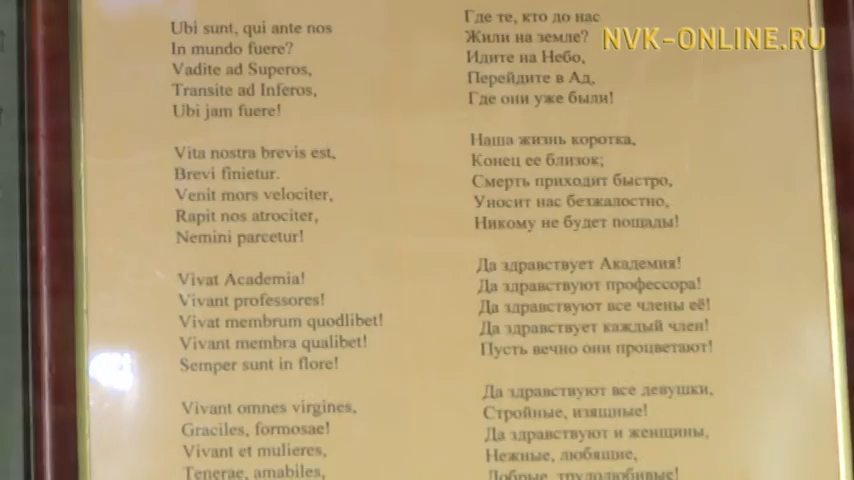 NVK-ONLINE.RU
Ubi sunt, qui ante nos
In mundo fuere?
Vadite ad Superos,
Transite ad Inferos,
Ubi jam fuere!
Vita nostra brevis est,
Brevi finietur.
Venit mors velociter,
Rapit nos atrociter,
Nemini parcetur!
Vivat Academia!
Vivant professores!
Vivat membrum quodlibet!
Vivant membra qualibet!
Semper sunt in flore!
Vivant omnes virgines,
Graciles, formosae!
Vivant et mulieres,
Tenerae, amabiles,
Где те, кто до нас
Жили на земле?
Идите на Небо,
Перейдите в Ад,
Где они уже были!
Наша жизнь коротка,
Конец ее близок;
Смерть приходит быстро,
Уносит нас безжалостно,
Никому не будет пощады!
Да здравствует Академия!
Да здравствуют профессора!
Да здравствуют все члены её!
Да здравствует каждый член!
Пусть вечно они процветают!
Да здравствуют все девушки,
Стройные, изящные!
Да здравствуют и женщины,
Нежные, любящие,
Добрые, трудолюбивые!